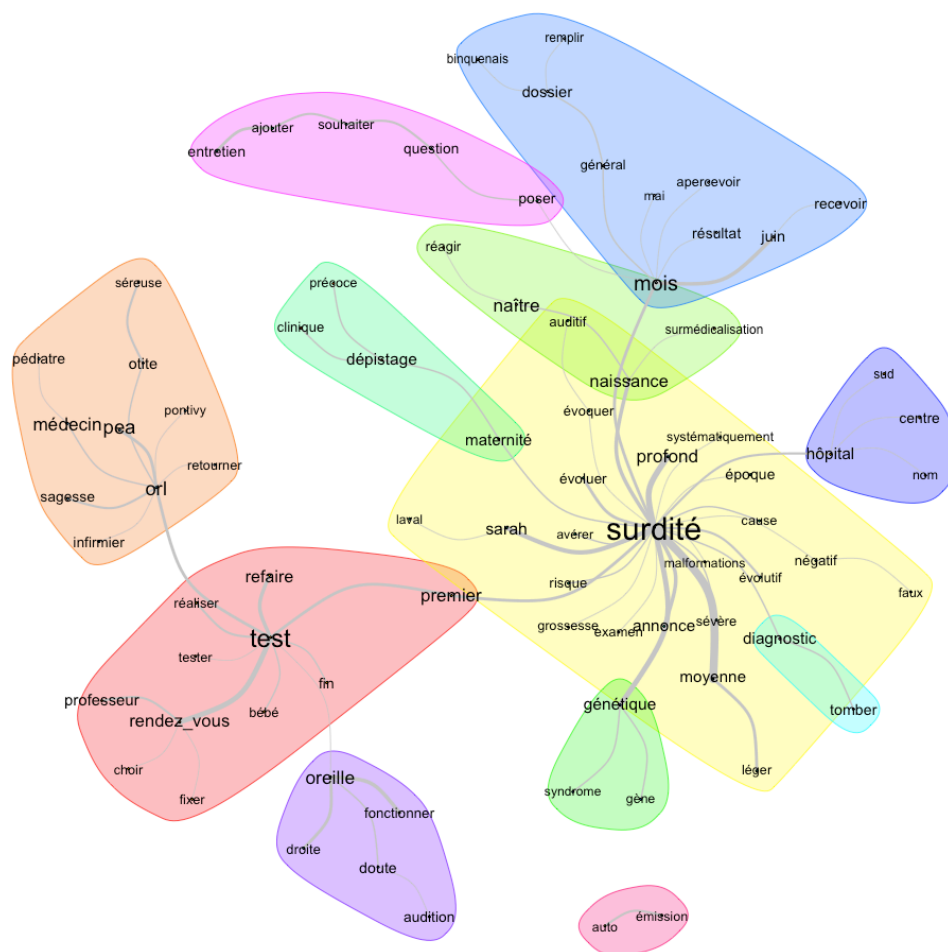 remplir
binquenais
dossier
ajouter
souhaiter
entretien
question
général
apercevoir
mai
poser
recevoir
résultat
juin
réagir
mois
séreuse
précoce
naître
auditif
surmédicalisation
clinique
pédiatre
otite
dépistage
sud
naissance
pontivy
évoquer
centre
médecin
pea
maternité
systématiquement
hôpital
profond
retourner
époque
nom
évoluer
orl
sagesse
laval
sarah
surdité
cause
avérer
infirmier
malformations
négatif
refaire
risque
évolutif
faux
réaliser
premier
sévère
grossesse
examen
annonce
test
diagnostic
tester
fin
moyenne
professeur
génétique
tomber
rendez_vous
bébé
choir
léger
oreille
syndrome
gène
fixer
fonctionner
droite
doute
audition
émission
auto